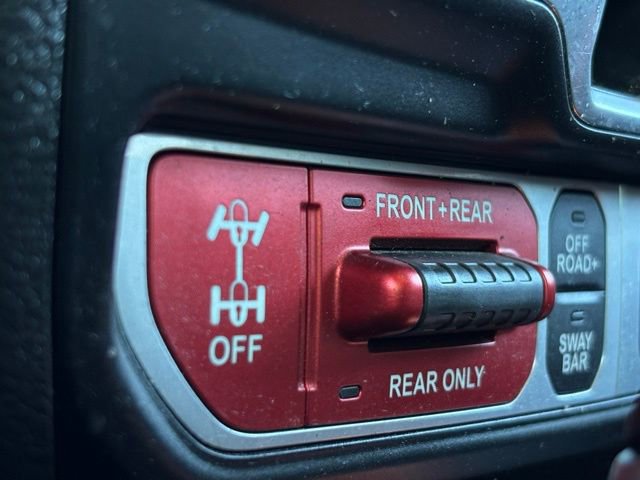 FRONT+REAR
OFF
REAR ONLY
OFF
ROAD+
SWAY
BAR